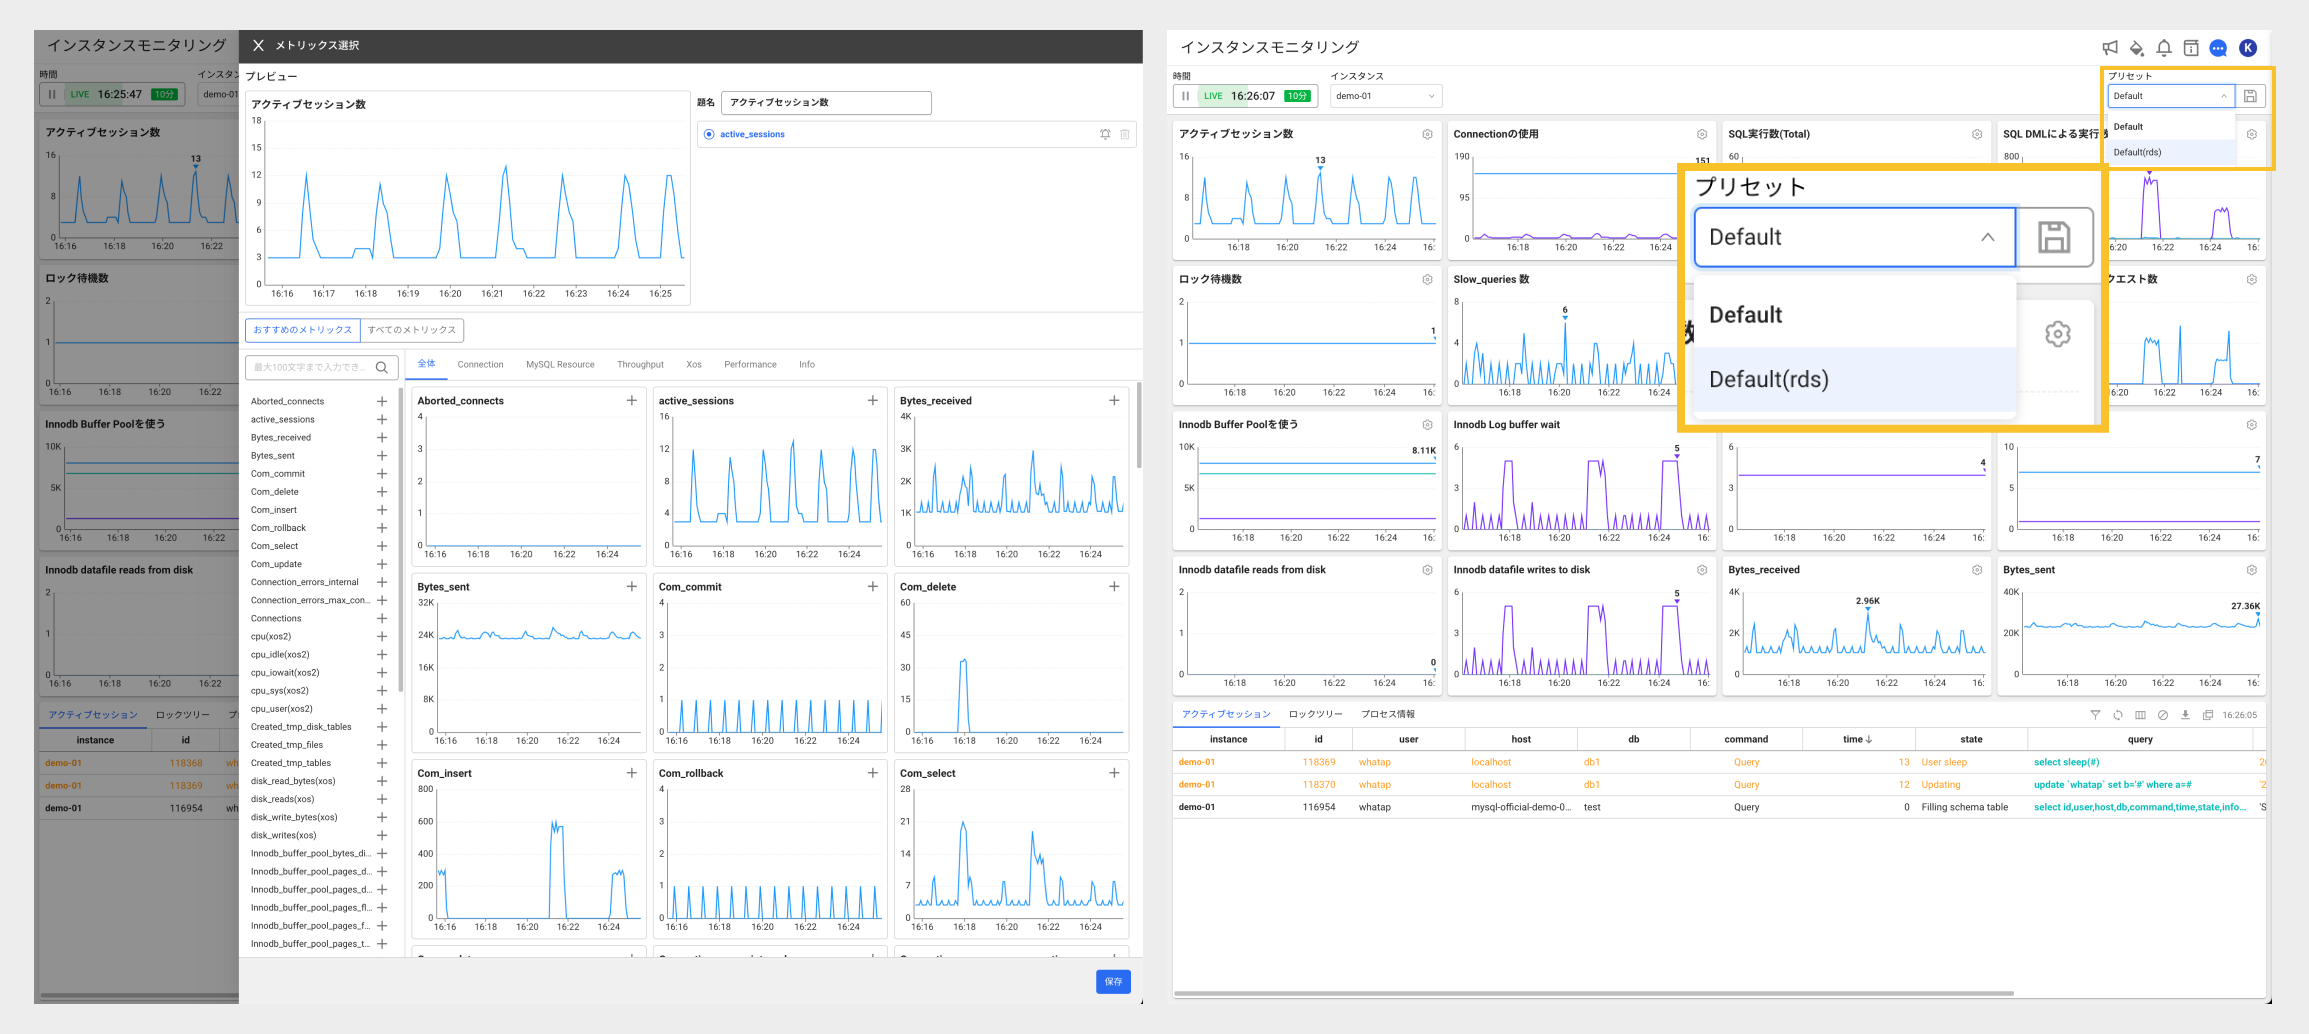 インスタンスモニタリング
時間
インスタン
LIVE 16:25:47 10分
demo-01
アクティブセッション数
16
8
0
13
16:16 16:18 16:20 16:22
ロック待機数
2
1
0
16:16 16:18 16:20 16:22
Innodb Buffer Poolを使う
10K
5K
0
16:16 16:18 16:20 16:22
Innodb datafile reads from disk
2
1
0
16:16 16:18 16:20 16:22
アクティブセッション ロックツリー
instance id
demo-01 118368 wh
demo-01 118369 wh
demo-01 116954 wh
メトリックス選択
プレビュー
アクティブセッション数
18
15
12
9
6
3
0
16:16 16:17 16:18 16:19 16:20 16:21 16:22 16:23 16:24 16:25
題名 アクティブセッション数
active_sessions
おすすめのメトリックス すべてのメトリックス
最大100文字まで入力でき...
全体 Connection MySQL Resource Throughput Xos Performance Info
Aborted_connects
active_sessions
Bytes_received
Bytes_sent
Com_commit
Com_delete
Com_insert
Com_rollback
Com_select
Com_update
Connection_errors_internal
Connection_errors_max_con...
Connections
cpu(xos2)
cpu_idle(xos2)
cpu_iowait(xos2)
cpu_sys(xos2)
cpu_user(xos2)
Created_tmp_disk_tables
Created_tmp_files
Created_tmp_tables
disk_read_bytes(xos)
disk_reads(xos)
disk_write_bytes(xos)
disk_writes(xos)
Innodb_buffer_pool_bytes_di...
Innodb_buffer_pool_pages_d...
Innodb_buffer_pool_pages_d...
Innodb_buffer_pool_pages_fl...
Innodb_buffer_pool_pages_f...
Innodb_buffer_pool_pages_t...
Aborted_connects
4
3
2
1
0
16:16 16:18 16:20 16:22 16:24
active_sessions
16
12
8
4
0
16:16 16:18 16:20 16:22 16:24
Bytes_received
4K
3K
2K
1K
0
16:16 16:18 16:20 16:22 16:24
Bytes_sent
32K
24K
16K
8K
0
16:16 16:18 16:20 16:22 16:24
Com_commit
4
3
2
1
0
16:16 16:18 16:20 16:22 16:24
Com_delete
60
45
30
15
0
16:16 16:18 16:20 16:22 16:24
Com_insert
800
600
400
200
0
16:16 16:18 16:20 16:22 16:24
Com_rollback
4
3
2
1
0
16:16 16:18 16:20 16:22 16:24
Com_select
28
21
14
7
0
16:16 16:18 16:20 16:22 16:24
保存
インスタンスモニタリング
K
時間
インスタンス
プリセット
LIVE 16:26:07 10分
demo-01
Default
Default
Default(rds)
アクティブセッション数
16
8
0
13
16:18 16:20 16:22 16:24 16:
Connectionの使用
190
95
0
151
16:18 16:20 16:22 16:24
SQL実行数(Total)
60
SQL DMLによる実行数
800
6:20 16:22 16:24 16:
プリセット
Default
Default
Default(rds)
数
ロック待機数
2
1
0
1
16:18 16:20 16:22 16:24 16:
Slow_queries 数
8
4
0
6
16:18 16:20 16:22 16:24 16:
16:18 16:20 16:22 16:24 16:
クエスト数
6:20 16:22 16:24 16:
Innodb Buffer Poolを使う
10K
5K
0
8.11K
16:18 16:20 16:22 16:24 16:
Innodb Log buffer wait
6
3
0
5
16:18 16:20 16:22 16:24 16:
6
3
0
4
16:18 16:20 16:22 16:24 16:
10
5
0
7
16:18 16:20 16:22 16:24 16:
Innodb datafile reads from disk
2
1
0
0
16:18 16:20 16:22 16:24 16:
Innodb datafile writes to disk
6
3
0
5
16:18 16:20 16:22 16:24 16:
Bytes_received
4K
2K
0
2.96K
16:18 16:20 16:22 16:24 16:
Bytes_sent
40K
20K
0
27.36K
16:18 16:20 16:22 16:24 16:
アクティブセッション ロックツリー プロセス情報
16:26:05
instance id user host db command time state query
demo-01 118369 whatap localhost db1 Query 13 User sleep select sleep(#)
demo-01 118370 whatap localhost db1 Query 12 Updating update `whatap` set b='#' where a=#
demo-01 116954 whatap mysql-official-demo-0... test Query 0 Filling schema table select id,user,host,db,command,time,state,info...